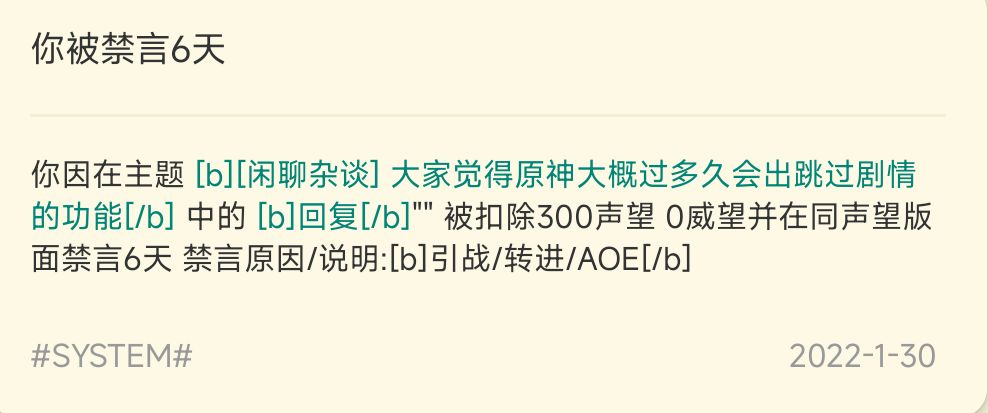 你被禁言6天
你因在主题 [b][闲聊杂谈] 大家觉得原神大概过多久会出跳过剧情
的功能[/b] 中的 [b]回复[/b]"" 被扣除300声望 0威望并在同声望版
面禁言6天 禁言原因/说明:[b]引战/转进/AOE[/b]
#SYSTEM#
2022-1-30